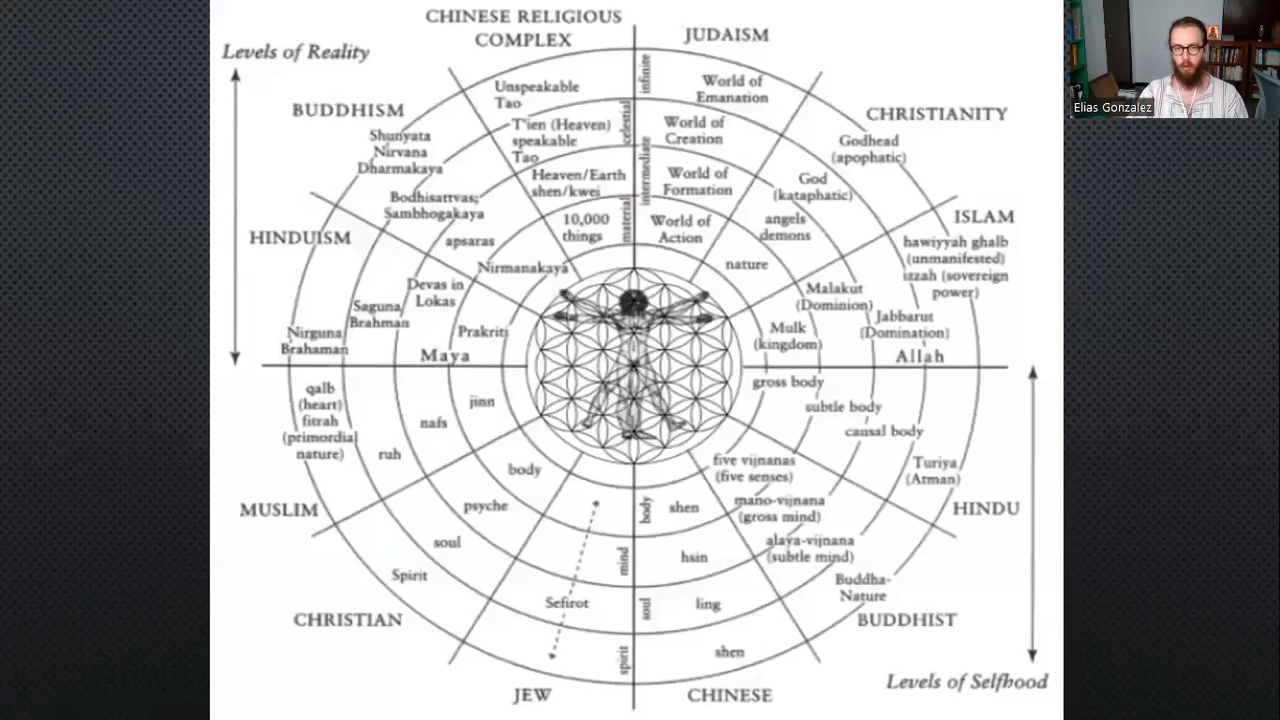 CHINESE RELIGIOUS
COMPLEX
JUDAISM
Levels of Reality
BUDDHISM
CHRISTIANITY
HINDUISM
ISLAM
infinite
celestial
intermediate
material
Unspeakable
Tao
T'ien (Heaven)
speakable
Tao
Heaven/Earth
shen/kwei
10,000
things
World of
Emanation
World of
Creation
World of
Formation
World of
Action
Shunyata
Nirvana
Dharmakaya
Bodhisattvas;
Sambhogakaya
apsaras
Nirmanakaya
Godhead
(apophatic)
God
(kataphatic)
angels
demons
nature
Nirguna
Brahaman
Saguna
Brahman
Devas in
Lokas
Prakriti
Maya
hawiyyah ghalb
(unmanifested)
izzah (sovereign
power)
Jabbarut
(Domination)
Malakut
(Dominion)
Mulk
(kingdom)
Allah
qalb
(heart)
fitrah
(primordial
nature)
ruh
nafs
jinn
gross body
subtle body
causal body
Turiya
(Atman)
body
psyche
soul
Spirit
five vijnanas
(five senses)
mano-vijnana
(gross mind)
alaya-vijnana
(subtle mind)
Buddha-
Nature
Sefirot
body
mind
soul
spirit
shen
hsin
ling
shen
MUSLIM
HINDU
CHRISTIAN
BUDDHIST
JEW
CHINESE
Levels of Selfhood
Elias Gonzalez